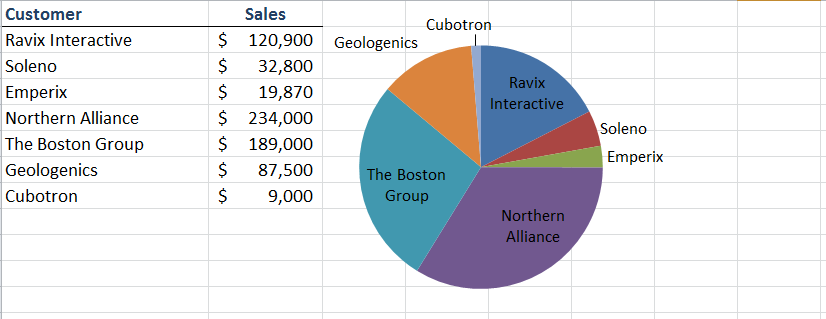 Customer Sales
Ravix Interactive $ 120,900
Soleno $ 32,800
Emperix $ 19,870
Northern Alliance $ 234,000
The Boston Group $ 189,000
Geologenics $ 87,500
Cubotron $ 9,000
Cubotron
Geologenics
Ravix
Interactive
Soleno
Emperix
The Boston
Group
Northern
Alliance